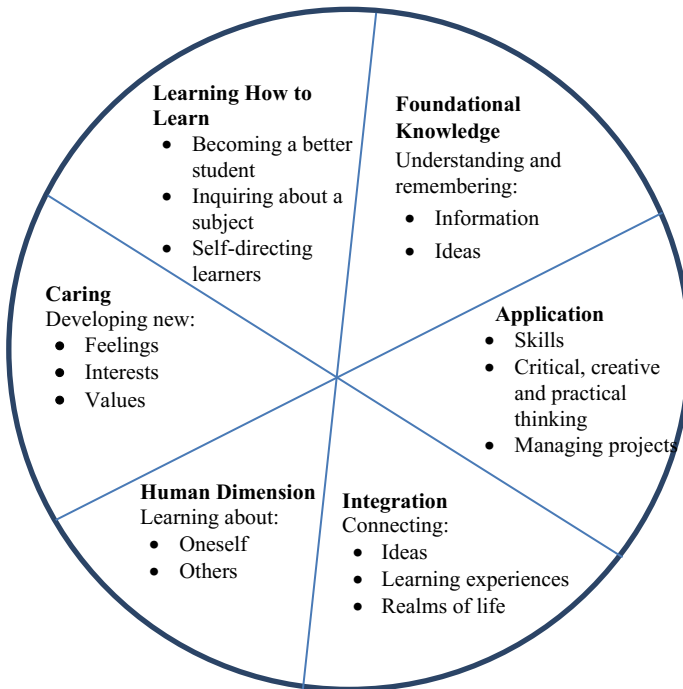 Learning How to
Learn
• Becoming a better
student
• Inquiring about a
subject
• Self-directing
learners
Foundational
Knowledge
Understanding and
remembering:
• Information
• Ideas
Caring
Developing new:
• Feelings
• Interests
• Values
Application
• Skills
• Critical, creative
and practical
thinking
• Managing projects
Human Dimension
Learning about:
• Oneself
• Others
Integration
Connecting:
• Ideas
• Learning experiences
• Realms of life